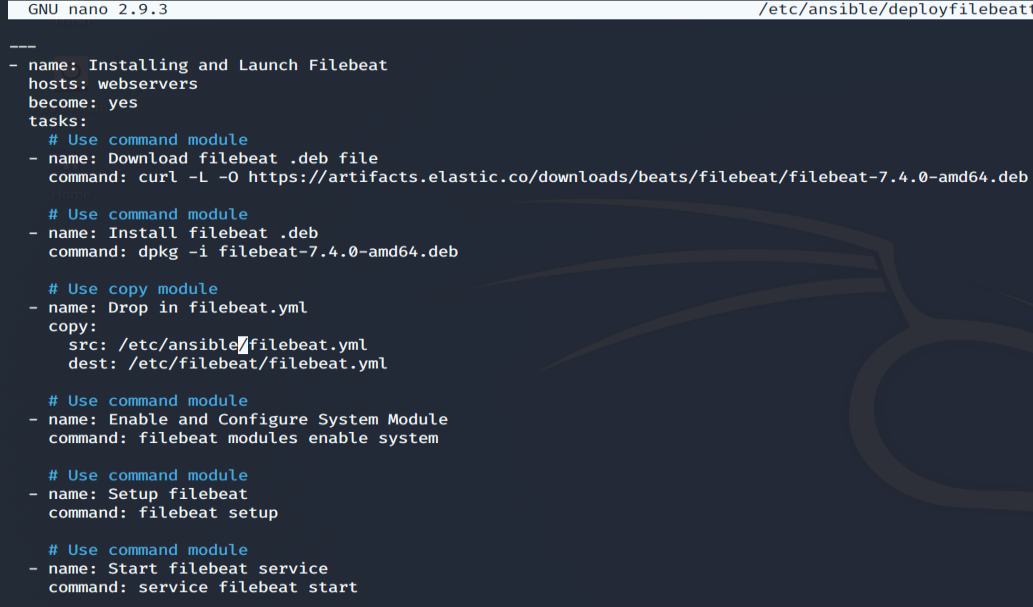 GNU nano 2.9.3 /etc/ansible/deployfilebeatt
---
- name: Installing and Launch Filebeat
  hosts: webservers
  become: yes
  tasks:
    # Use command module
  - name: Download filebeat .deb file
    command: curl -L -O https://artifacts.elastic.co/downloads/beats/filebeat/filebeat-7.4.0-amd64.deb
    # Use command module
  - name: Install filebeat .deb
    command: dpkg -i filebeat-7.4.0-amd64.deb
    # Use copy module
  - name: Drop in filebeat.yml
    copy:
      src: /etc/ansible/filebeat.yml
      dest: /etc/filebeat/filebeat.yml
    # Use command module
  - name: Enable and Configure System Module
    command: filebeat modules enable system
    # Use command module
  - name: Setup filebeat
    command: filebeat setup
    # Use command module
  - name: Start filebeat service
    command: service filebeat start